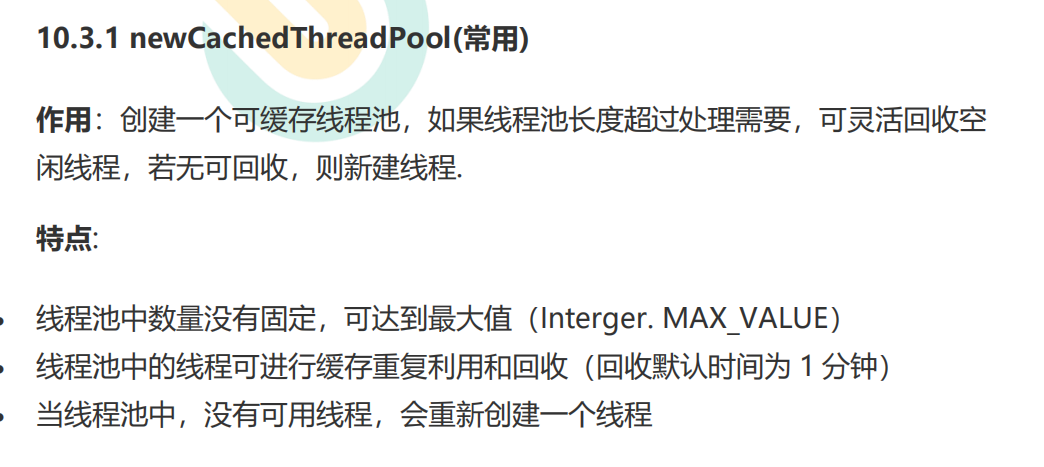 10.3.1 newCachedThreadPool(常用)
作用：创建一个可缓存线程池，如果线程池长度超过处理需要，可灵活回收空
闲线程，若无可回收，则新建线程.
特点:
线程池中数量没有固定，可达到最大值（Interger. MAX_VALUE）
线程池中的线程可进行缓存重复利用和回收（回收默认时间为 1 分钟）
当线程池中，没有可用线程，会重新创建一个线程